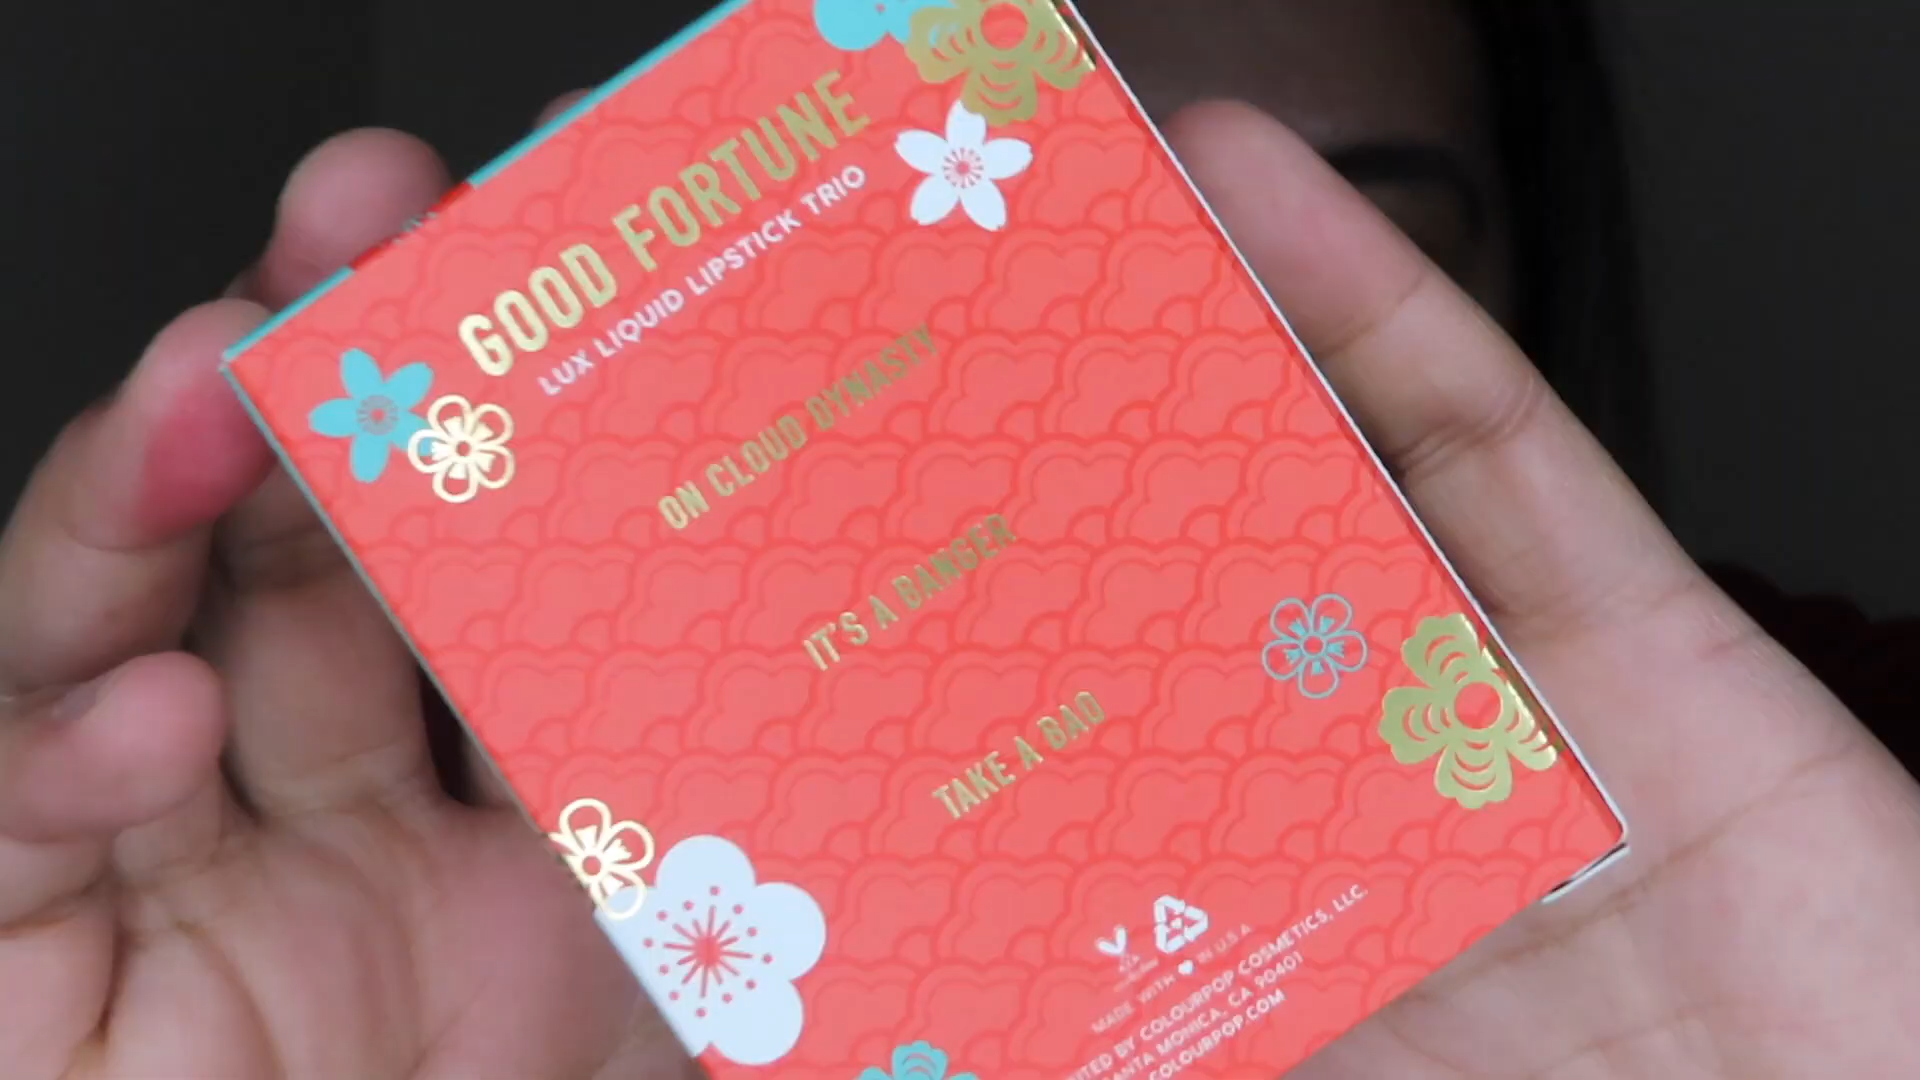 GOOD FORTUNE
LUX LIQUID LIPSTICK TRIO
ON CLOUD DYNASTY
IT'S A BANGER
TAKE A BAO
MADE WITH ♥ IN U.S.A
BY COLOURPOP COSMETICS, LLC.
MONICA, CA 90401
COLOURPOP.COM